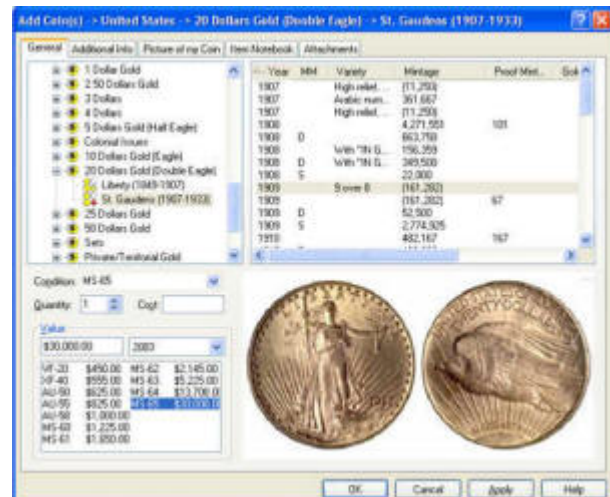 Add Coin(s) -> United States -> 20 Dollars Gold (Double Eagle) -> St. Gaudens (1907-1933)
General Additional Info Picture of my Coin Item Notebook Attachments
1 Dollar Gold
2.50 Dollars Gold
3 Dollars
4 Dollars
5 Dollars Gold (Half Eagle)
Colonial Issues
10 Dollars Gold (Eagle)
20 Dollars Gold (Double Eagle)
Liberty (1849-1907)
St. Gaudens (1907-1933)
25 Dollars Gold
50 Dollars Gold
Sets
Private/Territorial Gold
Year MM Variety Mintage Proof Mint...
1907 High relief, ... (11,250)
1907 Arabic num... 361,667
1907 High relief, ... (11,250)
1908 4,271,551 101
1908 D 663,750
1908 With "IN G... 156,359
1908 D With "IN G... 349,500
1908 S 22,000
1909 9 over 8 (161,282)
1909 (161,282) 67
1909 D 52,500
1909 S 2,774,925
1910 482,167 167
Condition: MS-65
Quantity: 1 Cost:
Value
$30,000.00 2003
VF-20 $450.00 MS-62 $2,145.00
XF-40 $555.00 MS-63 $5,225.00
AU-50 $625.00 MS-64 $13,700.0
AU-55 $825.00 MS-65 $30,000.0
AU-58 $1,000.00
MS-60 $1,225.00
MS-61 $1,850.00
TWENTY DOLLARS
OK Cancel Apply Help